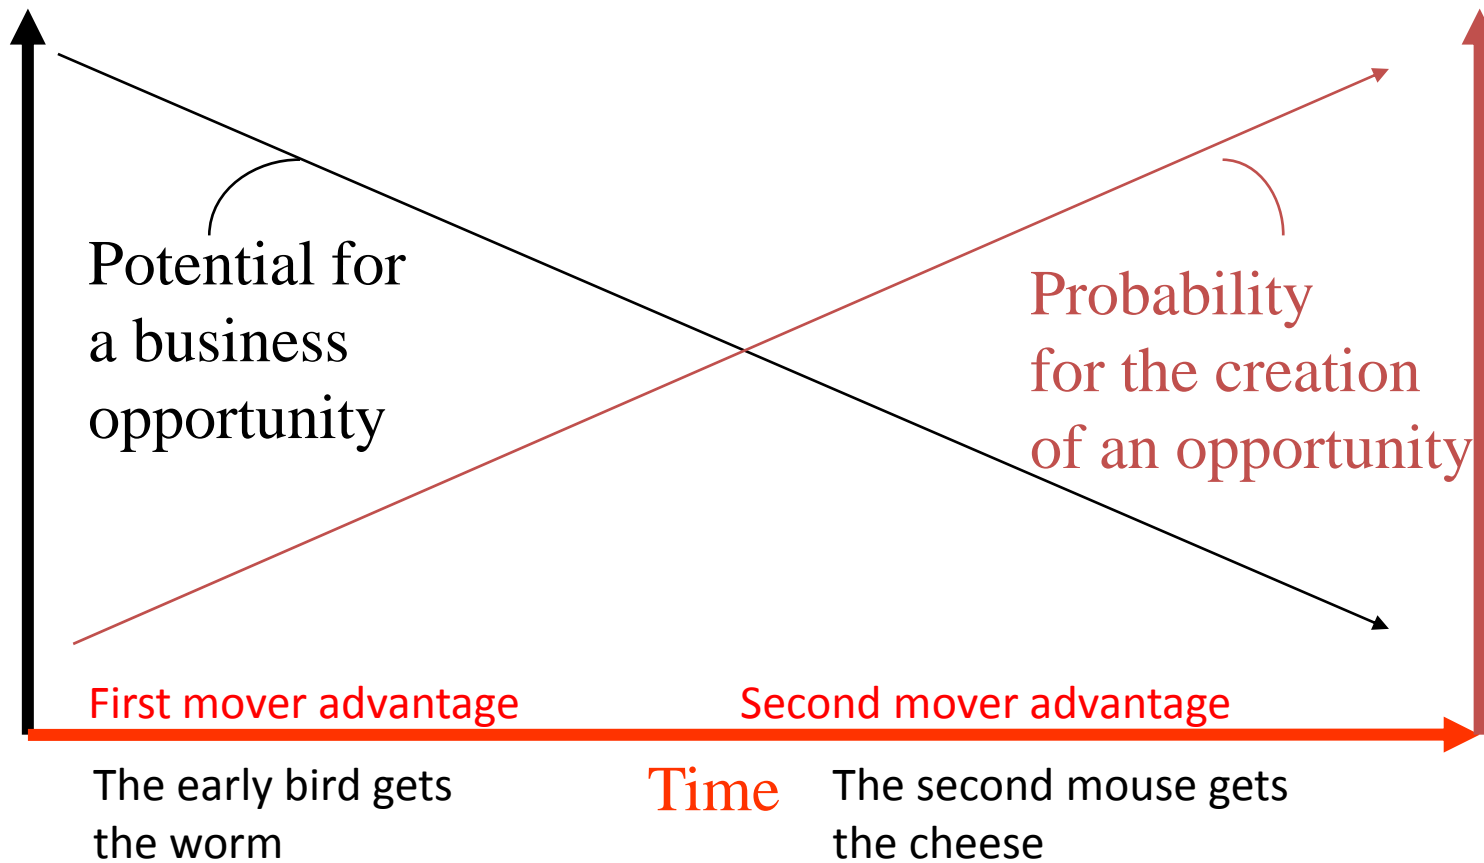 Potential for
a business
opportunity
Probability
for the creation
of an opportunity
First mover advantage
Second mover advantage
Time
The early bird gets
the worm
The second mouse gets
the cheese